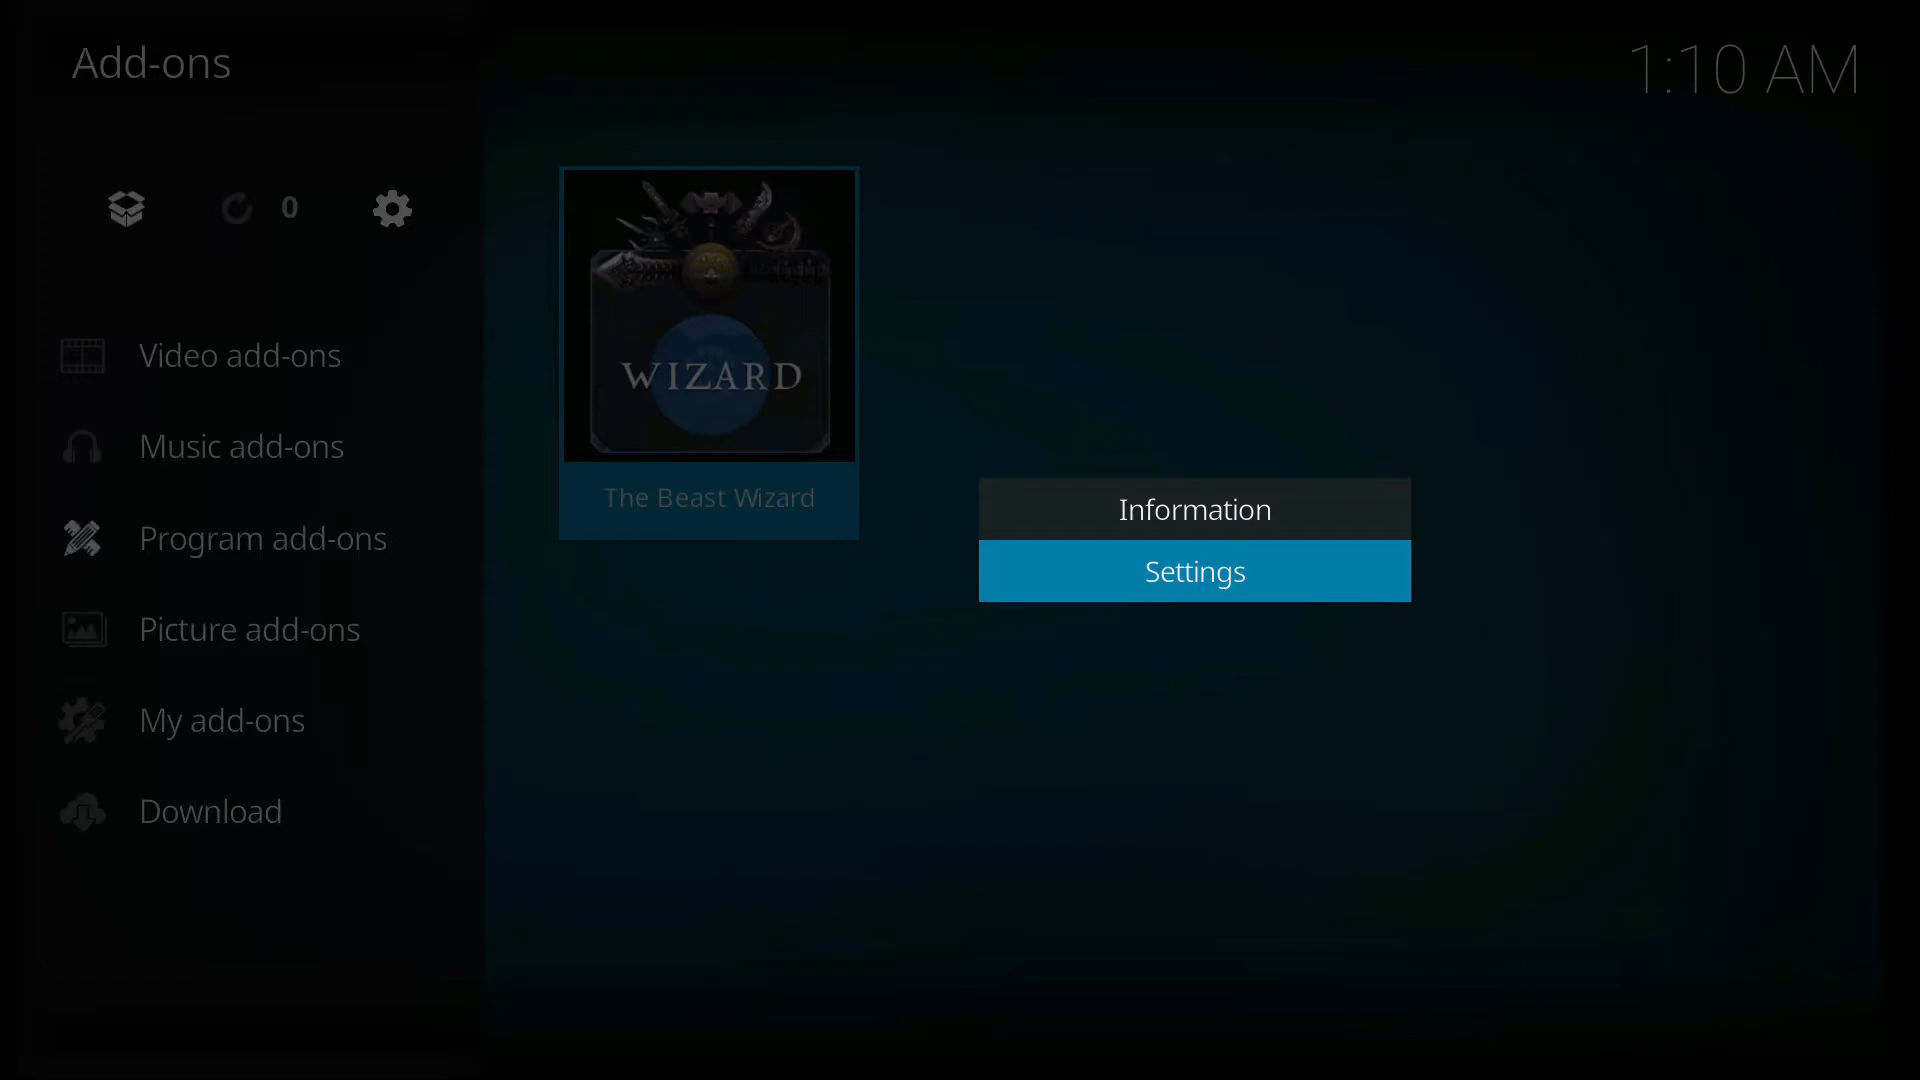 Add-ons
1:10 AM
0
Video add-ons
Music add-ons
Program add-ons
Picture add-ons
My add-ons
Download
WIZARD
The Beast Wizard
Information
Settings